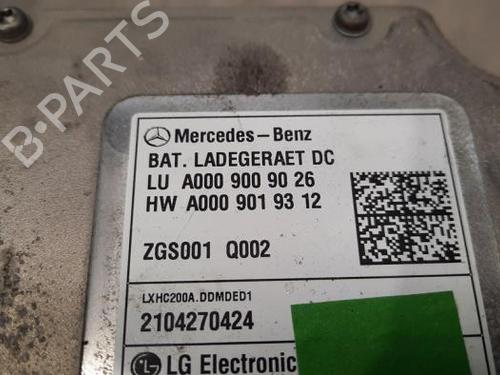 Mercedes-Benz
BAT. LADEGERAET DC
LU A000 900 90 26
HW A000 901 93 12
ZGS001 Q002
LXHC200A.DDMDED1
2104270424
LG Electronic
B-PARTS